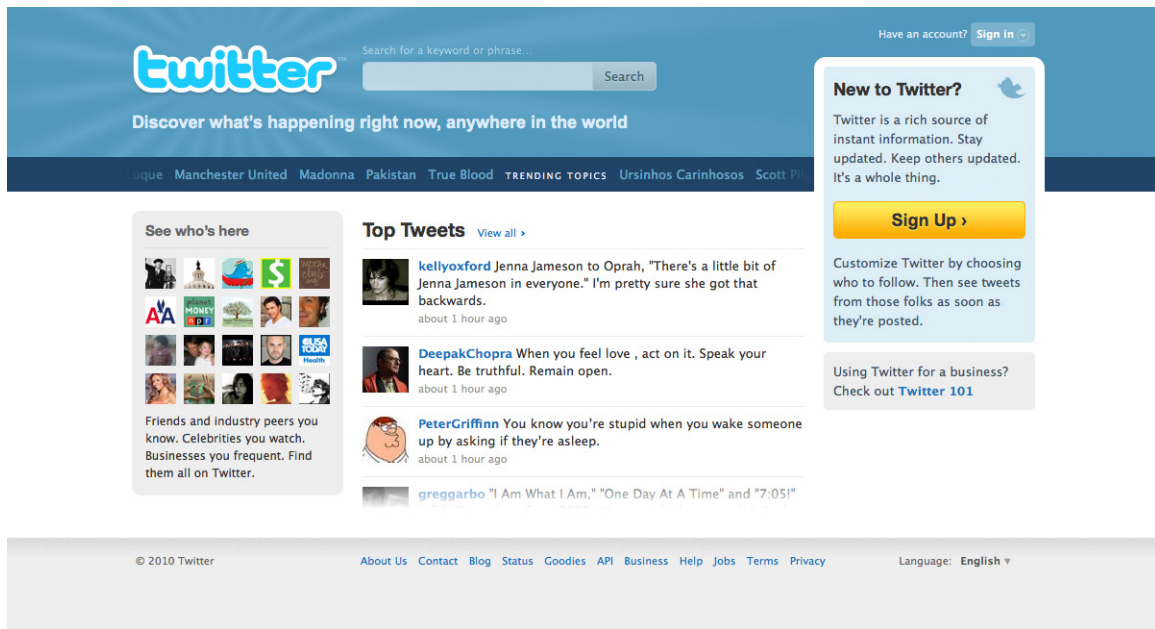 Have an account? Sign in
twitter™
Search for a keyword or phrase...
Search
Discover what's happening right now, anywhere in the world
Manchester United Madonna Pakistan True Blood TRENDING TOPICS Ursinhos Carinhosos Scott
New to Twitter?
Twitter is a rich source of
instant information. Stay
updated. Keep others updated.
It's a whole thing.
Sign Up ›
Customize Twitter by choosing
who to follow. Then see tweets
from those folks as soon as
they're posted.
Using Twitter for a business?
Check out Twitter 101
See who's here
$
AA
planet
MONEY
npr
USA
TODAY
Health
Friends and industry peers you
know. Celebrities you watch.
Businesses you frequent. Find
them all on Twitter.
Top Tweets View all ›
kellyoxford Jenna Jameson to Oprah, "There's a little bit of
Jenna Jameson in everyone." I'm pretty sure she got that
backwards.
about 1 hour ago
DeepakChopra When you feel love , act on it. Speak your
heart. Be truthful. Remain open.
about 1 hour ago
PeterGriffinn You know you're stupid when you wake someone
up by asking if they're asleep.
about 1 hour ago
greggarbo "I Am What I Am," "One Day At A Time" and "7:05!"
© 2010 Twitter
About Us Contact Blog Status Goodies API Business Help Jobs Terms Privacy
Language: English